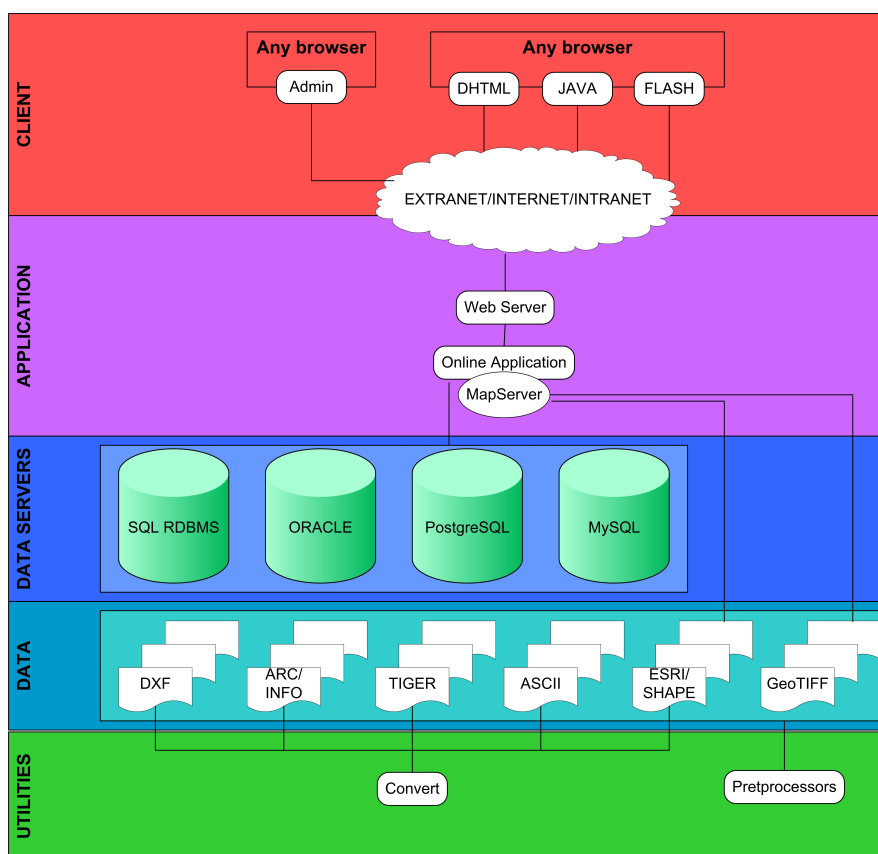 CLIENT
Any browser
Any browser
Admin
DHTML
JAVA
FLASH
EXTRANET/INTERNET/INTRANET
APPLICATION
Web Server
Online Application
MapServer
DATA SERVERS
SQL RDBMS
ORACLE
PostgreSQL
MySQL
DATA
DXF
ARC/
INFO
TIGER
ASCII
ESRI/
SHAPE
GeoTIFF
UTILITIES
Convert
Pretprocessors